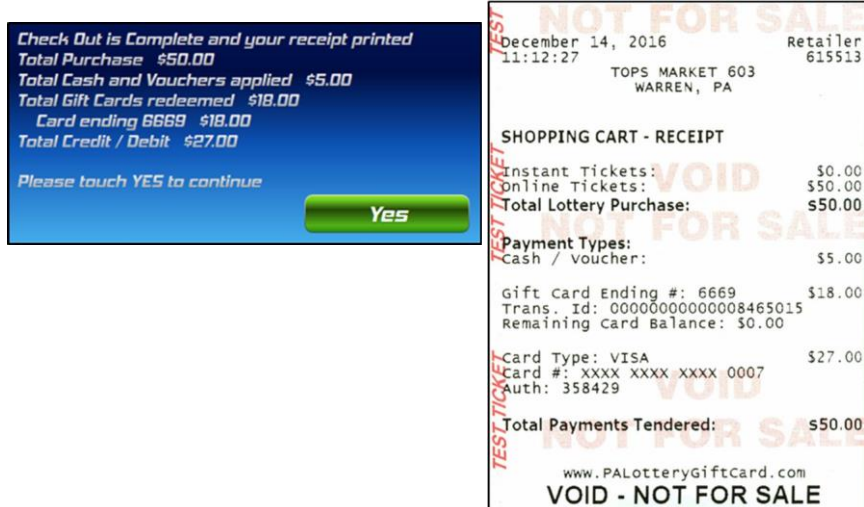 Check Out is Complete and your receipt printed
Total Purchase $50.00
Total Cash and Vouchers applied $5.00
Total Gift Cards redeemed $18.00
Card ending 6669 $18.00
Total Credit / Debit $27.00
Please touch YES to continue
Yes
NOT FOR SALE
TEST
December 14, 2016 Retailer
11:12:27 615513
TOPS MARKET 603
WARREN, PA
SHOPPING CART - RECEIPT
TEST TICKET
VOID
Instant Tickets: $0.00
Online Tickets: $50.00
Total Lottery Purchase: $50.00
NOT FOR SALE
Payment Types:
Cash / Voucher: $5.00
Gift Card Ending #: 6669 $18.00
Trans. Id: 00000000000008465015
Remaining Card Balance: $0.00
TEST TICKET
Card Type: VISA $27.00
Card #: XXXX XXXX XXXX 0007
Auth: 358429
VOID
Total Payments Tendered: $50.00
NOT FOR SALE
www.PALotteryGiftCard.com
VOID - NOT FOR SALE